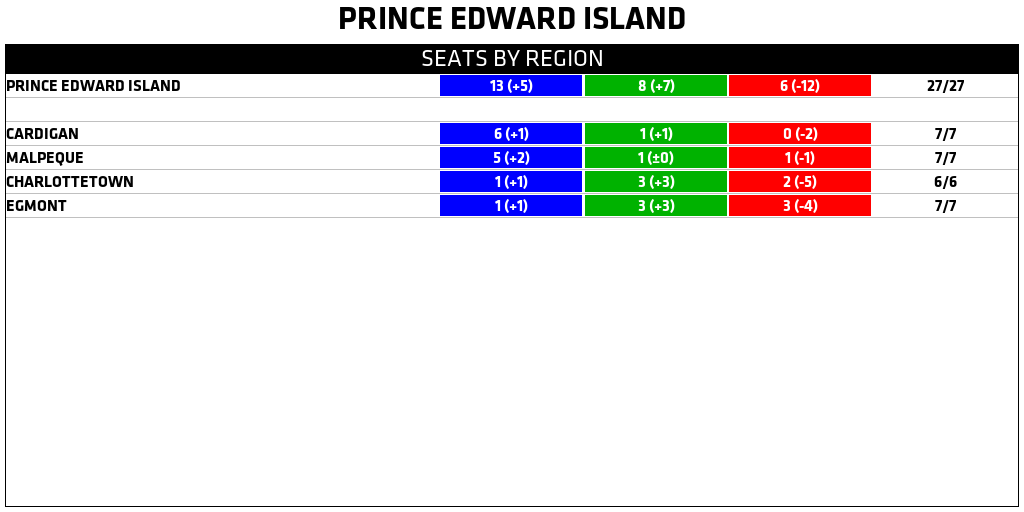 PRINCE EDWARD ISLAND
SEATS BY REGION
PRINCE EDWARD ISLAND 13 (+5) 8 (+7) 6 (-12) 27/27
CARDIGAN 6 (+1) 1 (+1) 0 (-2) 7/7
MALPEQUE 5 (+2) 1 (±0) 1 (-1) 7/7
CHARLOTTETOWN 1 (+1) 3 (+3) 2 (-5) 6/6
EGMONT 1 (+1) 3 (+3) 3 (-4) 7/7